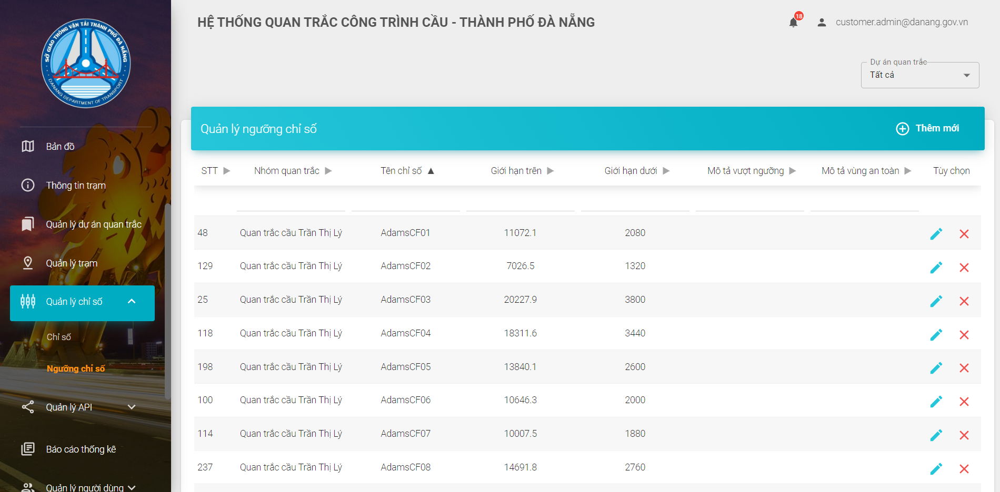 SỞ GIAO THÔNG VẬN TẢI THÀNH PHỐ ĐÀ NẴNG
DANANG DEPARTMENT OF TRANSPORT
Bản đồ
Thông tin trạm
Quản lý dự án quan trắc
Quản lý trạm
Quản lý chỉ số
Chỉ số
Ngưỡng chỉ số
Quản lý API
Báo cáo thống kê
Quản lý người dùng
HỆ THỐNG QUAN TRẮC CÔNG TRÌNH CẦU - THÀNH PHỐ ĐÀ NẴNG
18
customer.admin@danang.gov.vn
Dự án quan trắc
Tất cả
Quản lý ngưỡng chỉ số
Thêm mới
STT Nhóm quan trắc Tên chỉ số Giới hạn trên Giới hạn dưới Mô tả vượt ngưỡng Mô tả vùng an toàn Tùy chọn
48 Quan trắc cầu Trần Thị Lý AdamsCF01 11072.1 2080
129 Quan trắc cầu Trần Thị Lý AdamsCF02 7026.5 1320
25 Quan trắc cầu Trần Thị Lý AdamsCF03 20227.9 3800
118 Quan trắc cầu Trần Thị Lý AdamsCF04 18311.6 3440
198 Quan trắc cầu Trần Thị Lý AdamsCF05 13840.1 2600
100 Quan trắc cầu Trần Thị Lý AdamsCF06 10646.3 2000
114 Quan trắc cầu Trần Thị Lý AdamsCF07 10007.5 1880
237 Quan trắc cầu Trần Thị Lý AdamsCF08 14691.8 2760